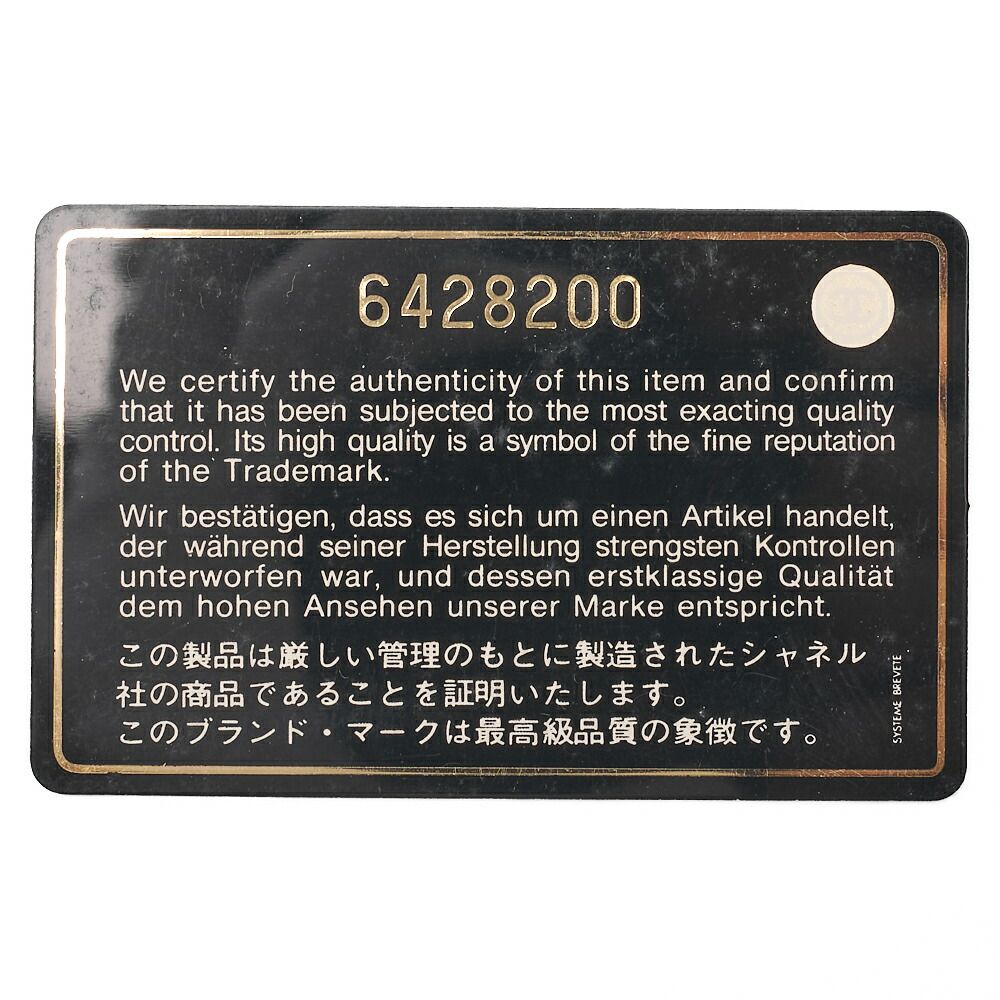 6428200
We certify the authenticity of this item and confirm
that it has been subjected to the most exacting quality
control. Its high quality is a symbol of the fine reputation
of the Trademark.
Wir bestätigen, dass es sich um einen Artikel handelt,
der während seiner Herstellung strengsten Kontrollen
unterworfen war, und dessen erstklassige Qualität
dem hohen Ansehen unserer Marke entspricht.
この製品は厳しい管理のもとに製造されたシャネル
社の商品であることを証明いたします。
このブランド・マークは最高級品質の象徴です。
SYSTEME BREVETE